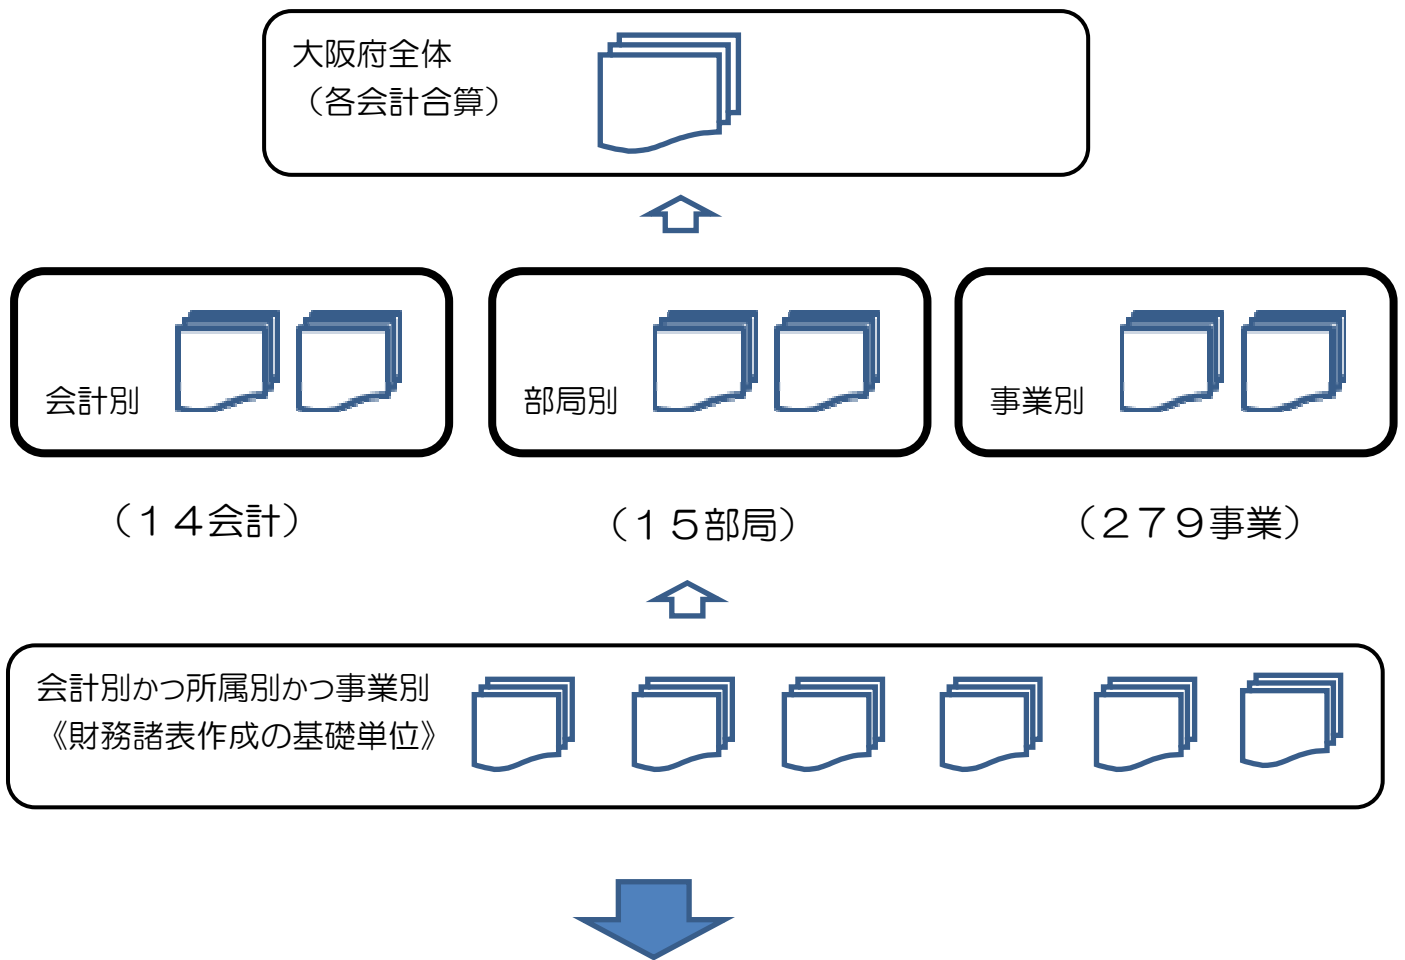 大阪府全体
（各会計合算）
会計別
部局別
事業別
（１４会計）
（１５部局）
（２７９事業）
会計別かつ所属別かつ事業別
《財務諸表作成の基礎単位》